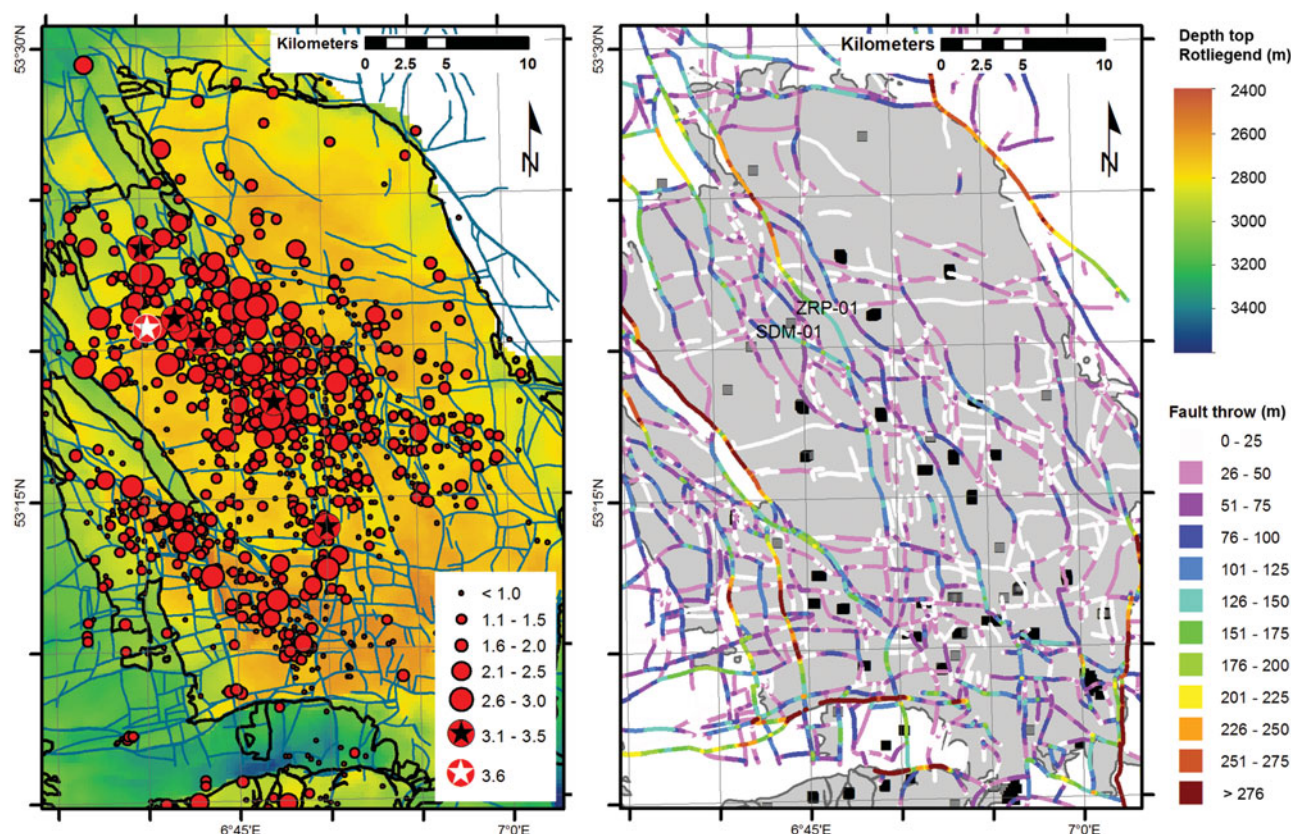 Kilometers
0 2.5 5 10
N
53°30'N
53°15'N
6°45'E
7°0'E
< 1.0
1.1 - 1.5
1.6 - 2.0
2.1 - 2.5
2.6 - 3.0
3.1 - 3.5
3.6
Kilometers
0 2.5 5 10
N
53°30'N
53°15'N
6°45'E
7°0'E
ZRP-01
SDM-01
Depth top
Rotliegend (m)
2400
2600
2800
3000
3200
3400
Fault throw (m)
0 - 25
26 - 50
51 - 75
76 - 100
101 - 125
126 - 150
151 - 175
176 - 200
201 - 225
226 - 250
251 - 275
> 276